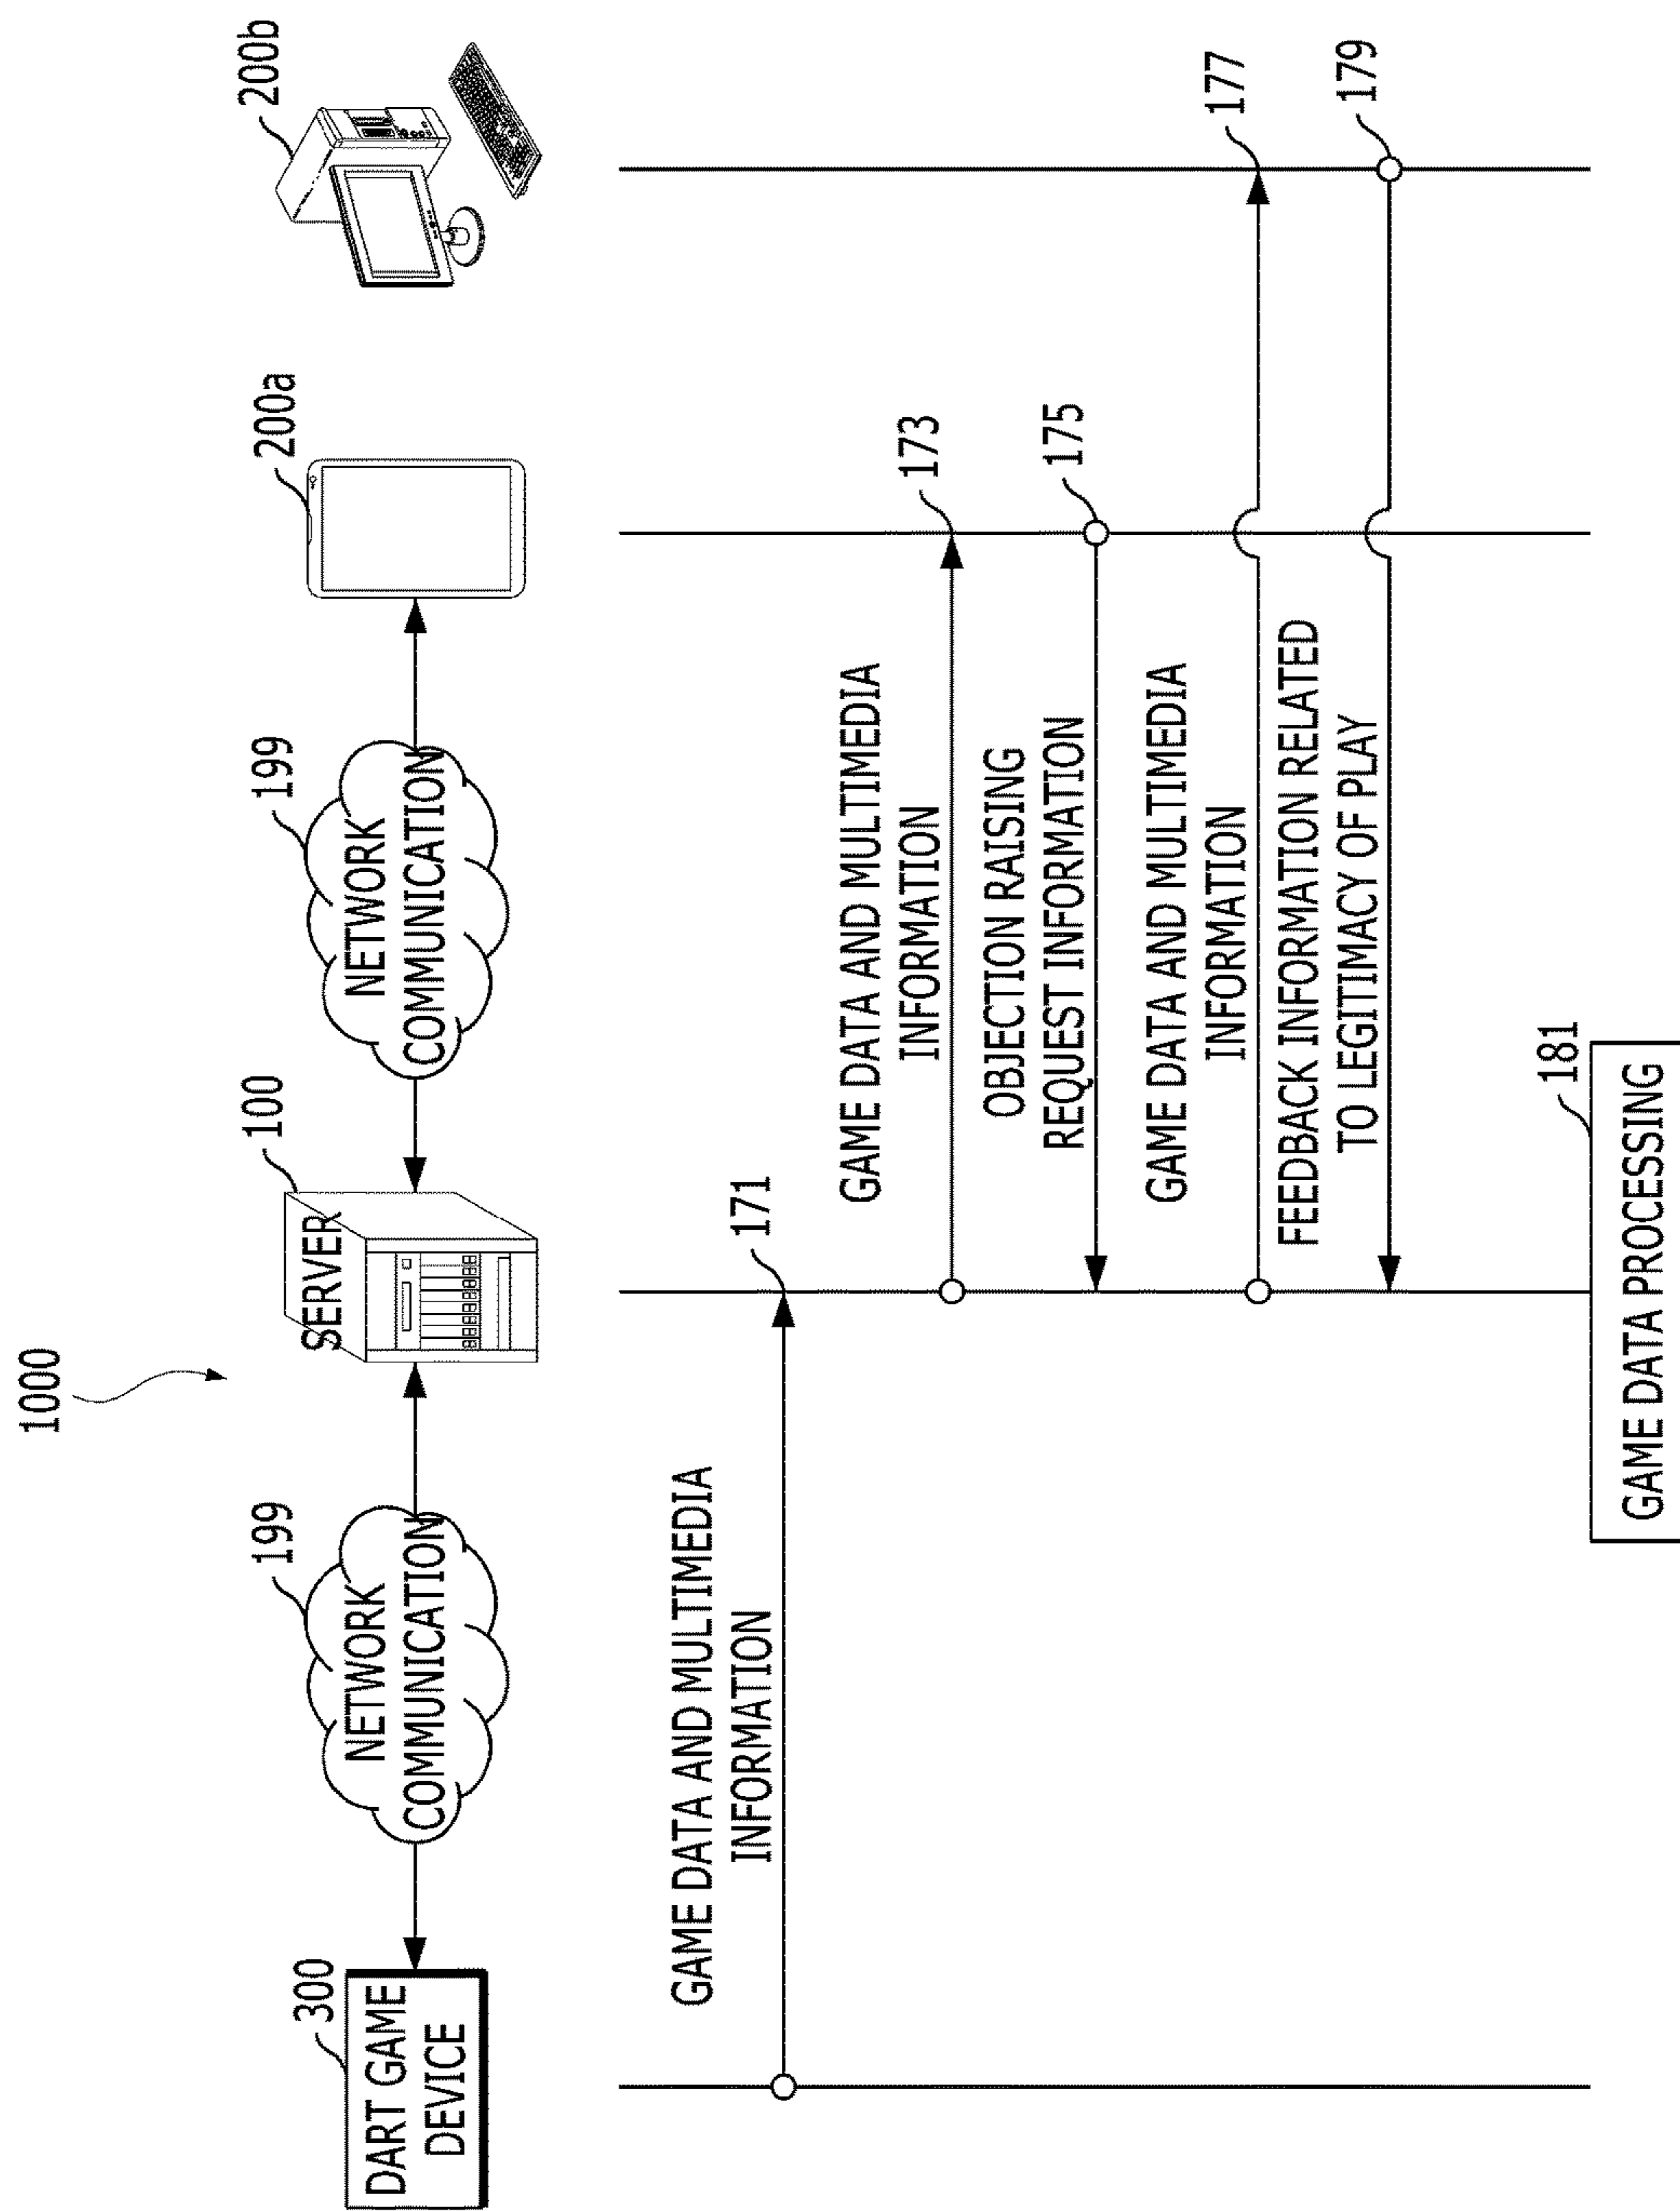 1000
300
199
100
199
200a
200b
DART GAME
DEVICE
NETWORK
COMMUNICATION
SERVER
NETWORK
COMMUNICATION
GAME DATA AND MULTIMEDIA
INFORMATION
171
GAME DATA AND MULTIMEDIA
INFORMATION
173
OBJECTION RAISING
REQUEST INFORMATION
175
GAME DATA AND MULTIMEDIA
INFORMATION
177
FEEDBACK INFORMATION RELATED
TO LEGITIMACY OF PLAY
179
181
GAME DATA PROCESSING